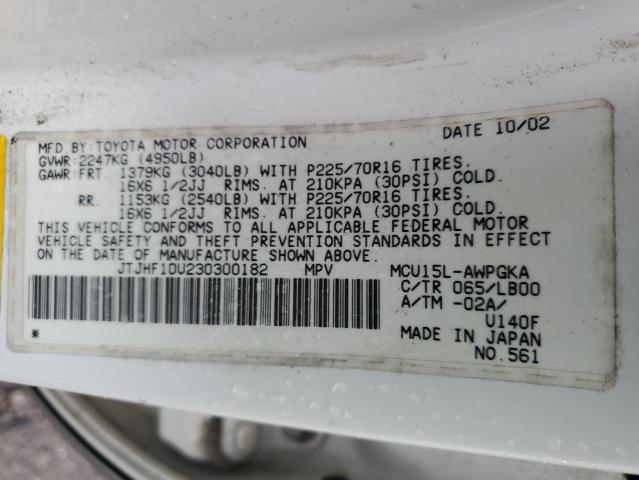 MFD. BY: TOYOTA MOTOR CORPORATION DATE 10/02
GVWR: 2247KG (4950LB)
GAWR: FRT. 1379KG (3040LB) WITH P225/70R16 TIRES.
16X6 1/2JJ RIMS. AT 210KPA (30PSI) COLD.
RR. 1153KG (2540LB) WITH P225/70R16 TIRES.
16X6 1/2JJ RIMS. AT 210KPA (30PSI) COLD.
THIS VEHICLE CONFORMS TO ALL APPLICABLE FEDERAL MOTOR
VEHICLE SAFETY AND THEFT PREVENTION STANDARDS IN EFFECT
ON THE DATE OF MANUFACTURE SHOWN ABOVE.
JTJHF10U230300182 MPV MCU15L-AWPGKA
C/TR 065/LB00
A/TM -02A/
U140F
* MADE IN JAPAN
NO.561